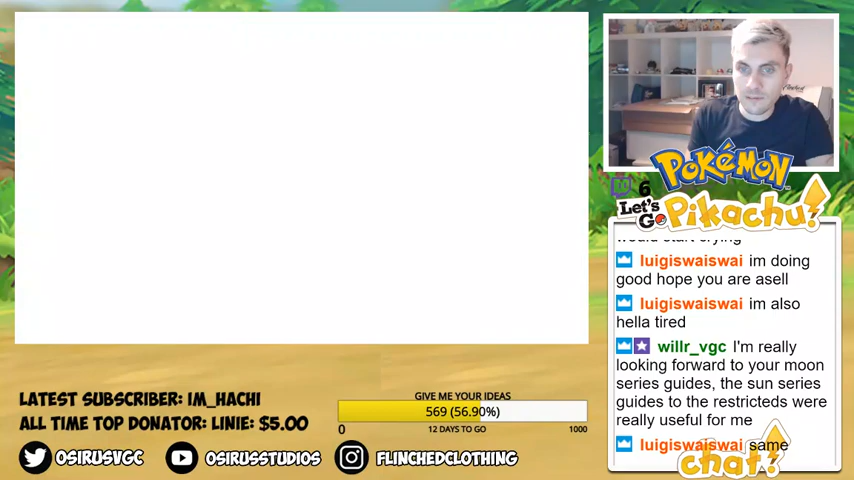 POKÉMON
6
Let's Go Pikachu!
would start crying
luigiswaiswai im doing
good hope you are asell
luigiswaiswai im also
hella tired
willr_vgc I'm really
looking forward to your moon
series guides, the sun series
guides to the restricteds were
really useful for me
luigiswaiswai same
chat!
LATEST SUBSCRIBER: IM_HACHI
ALL TIME TOP DONATOR: LINIE: $5.00
GIVE ME YOUR IDEAS
569 (56.90%)
0 12 DAYS TO GO 1000
OSIRUSVGC OSIRUSSTUDIOS FLINCHEDCLOTHING